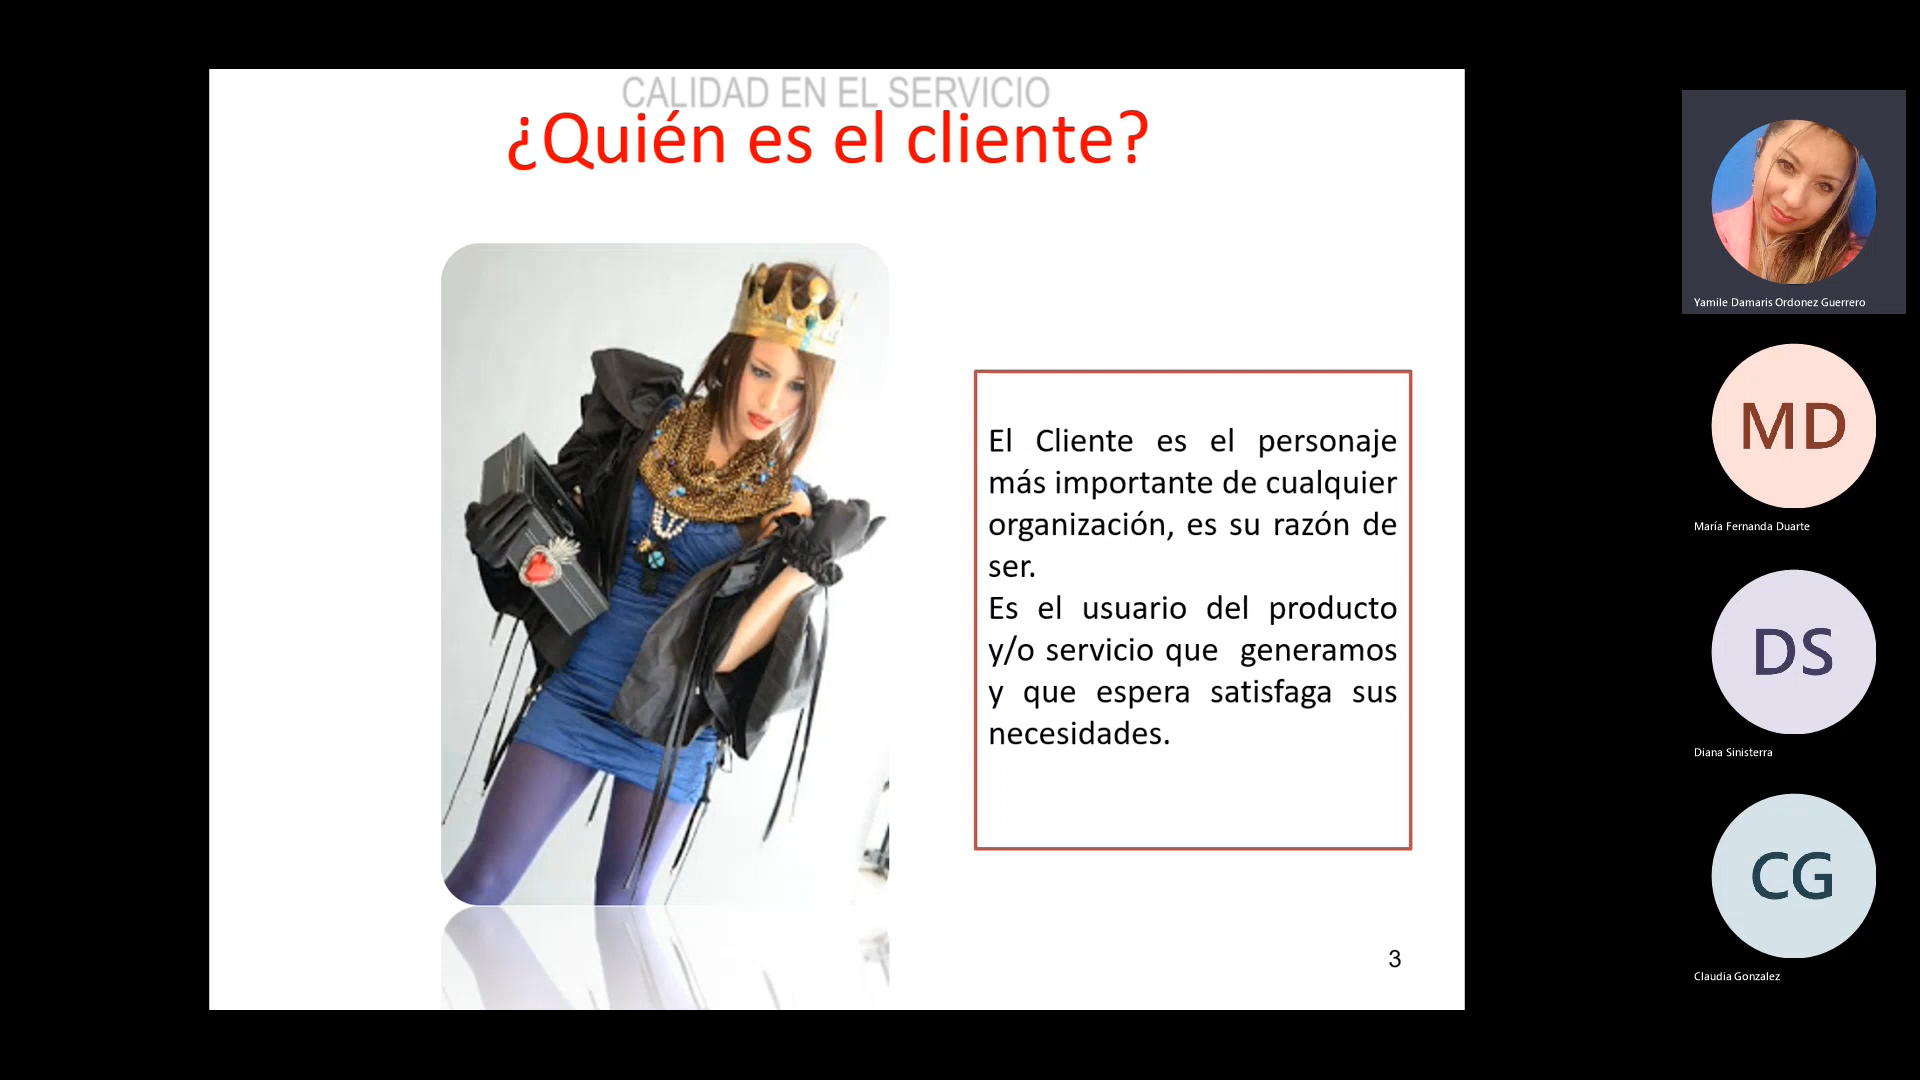 CALIDAD EN EL SERVICIO
¿Quién es el cliente?
El Cliente es el personaje
más importante de cualquier
organización, es su razón de
ser.
Es el usuario del producto
y/o servicio que generamos
y que espera satisfaga sus
necesidades.
3
Yamile Damaris Ordonez Guerrero
MD
María Fernanda Duarte
DS
Diana Sinisterra
CG
Claudia Gonzalez